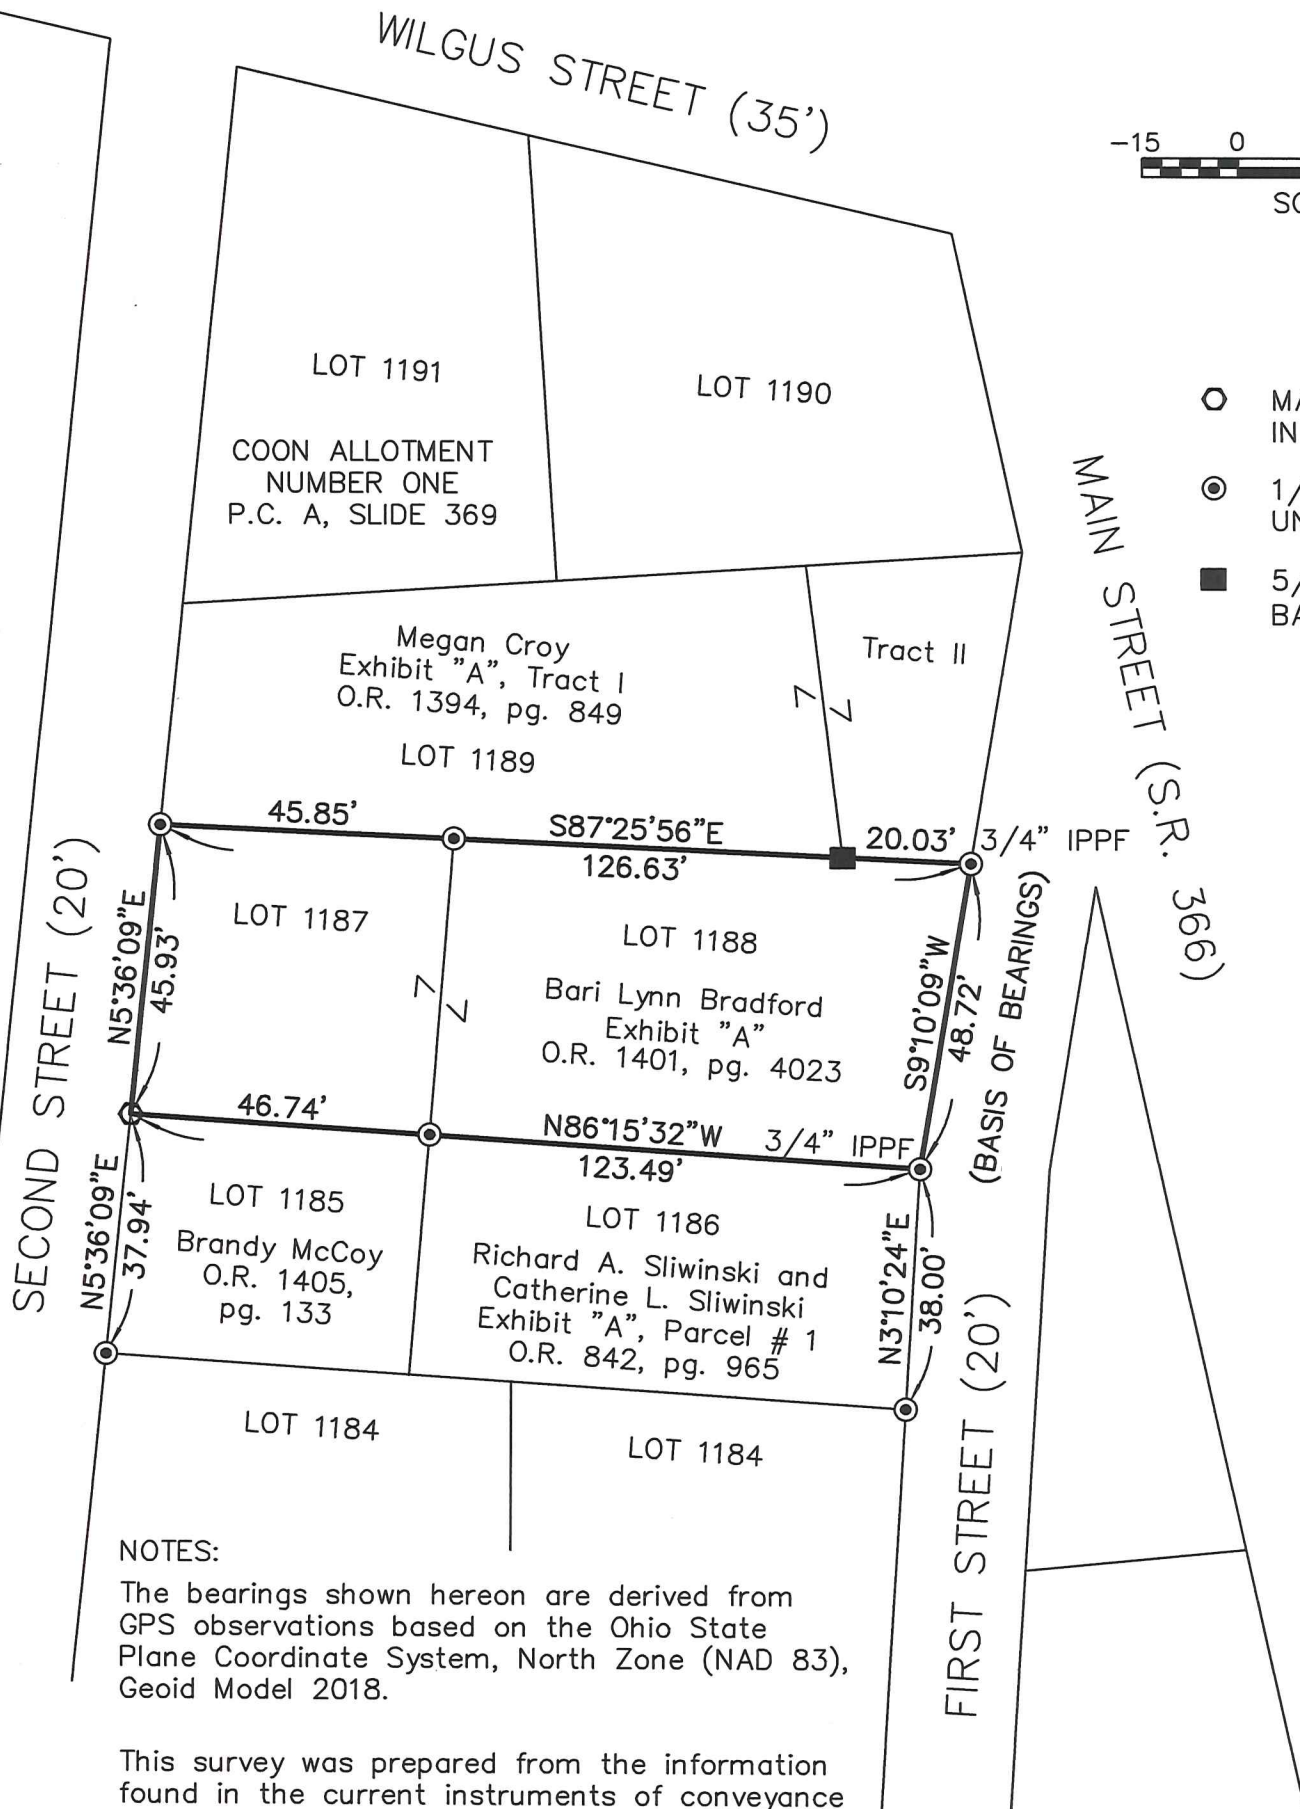 WILGUS STREET (35')
-15 0
LOT 1191
LOT 1190
COON ALLOTMENT
NUMBER ONE
P.C. A, SLIDE 369
MAIN STREET (S.R. 366)
Megan Croy
Exhibit "A", Tract I
O.R. 1394, pg. 849
LOT 1189
Tract II
45.85'
S87°25'56"E
126.63'
20.03'
3/4" IPPF
SECOND STREET (20')
N5°36'09"E
45.93'
LOT 1187
LOT 1188
Bari Lynn Bradford
Exhibit "A"
O.R. 1401, pg. 4023
S9°10'09"W
48.72'
(BASIS OF BEARINGS)
46.74'
N86°15'32"W
123.49'
3/4" IPPF
N5°36'09"E
37.94'
LOT 1185
Brandy McCoy
O.R. 1405,
pg. 133
LOT 1186
Richard A. Sliwinski and
Catherine L. Sliwinski
Exhibit "A", Parcel # 1
O.R. 842, pg. 965
N3°10'24"E
38.00'
FIRST STREET (20')
LOT 1184
LOT 1184
NOTES:
The bearings shown hereon are derived from
GPS observations based on the Ohio State
Plane Coordinate System, North Zone (NAD 83),
Geoid Model 2018.
This survey was prepared from the information
found in the current instruments of conveyance